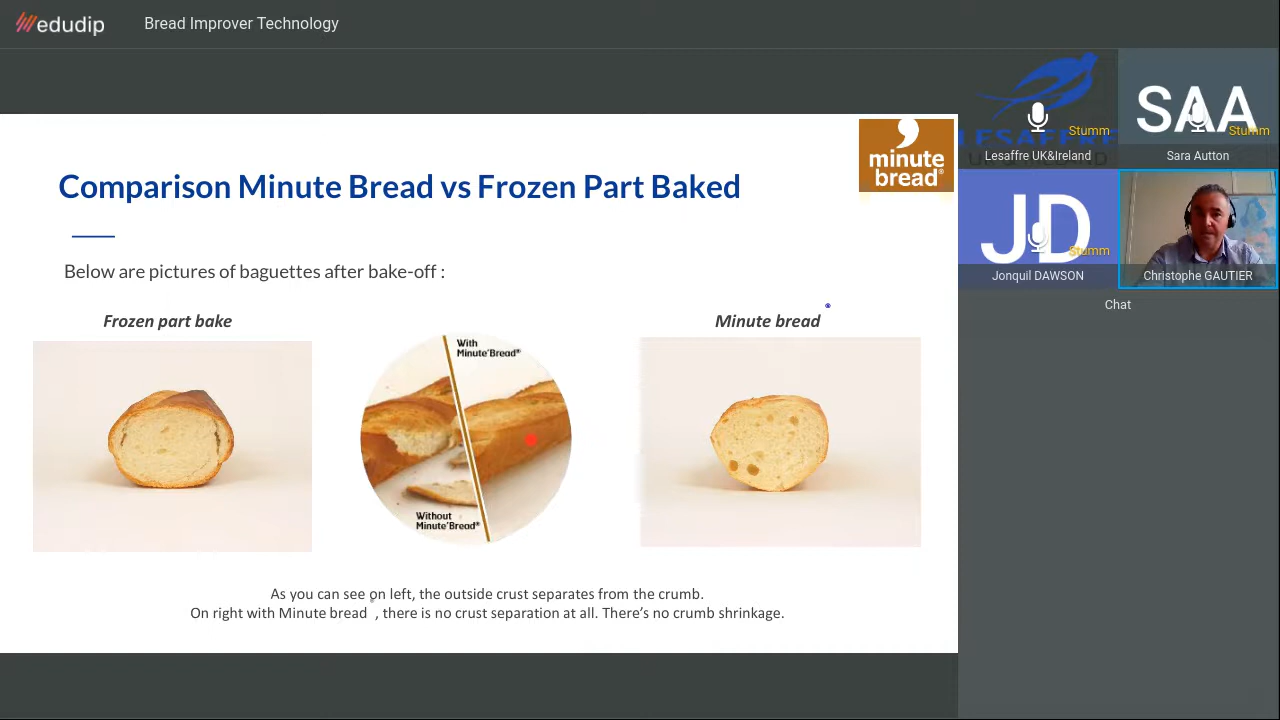 edudip
Bread Improver Technology
minute
bread®
Comparison Minute Bread vs Frozen Part Baked
Below are pictures of baguettes after bake-off :
Frozen part bake
Minute bread ®
With
Minute'Bread®
Without
Minute'Bread®
As you can see on left, the outside crust separates from the crumb.
On right with Minute bread ®, there is no crust separation at all. There's no crumb shrinkage.
LESAFFRE
Stumm
Lesaffre UK&Ireland
SAA
Stumm
Sara Autton
JD
Stumm
Jonquil DAWSON
Christophe GAUTIER
Chat